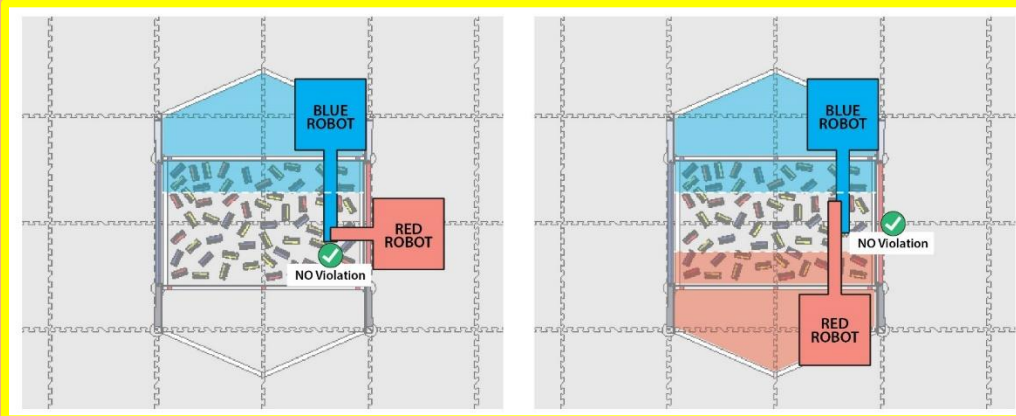 BLUE
ROBOT
RED
ROBOT
NO Violation
BLUE
ROBOT
NO Violation
RED
ROBOT